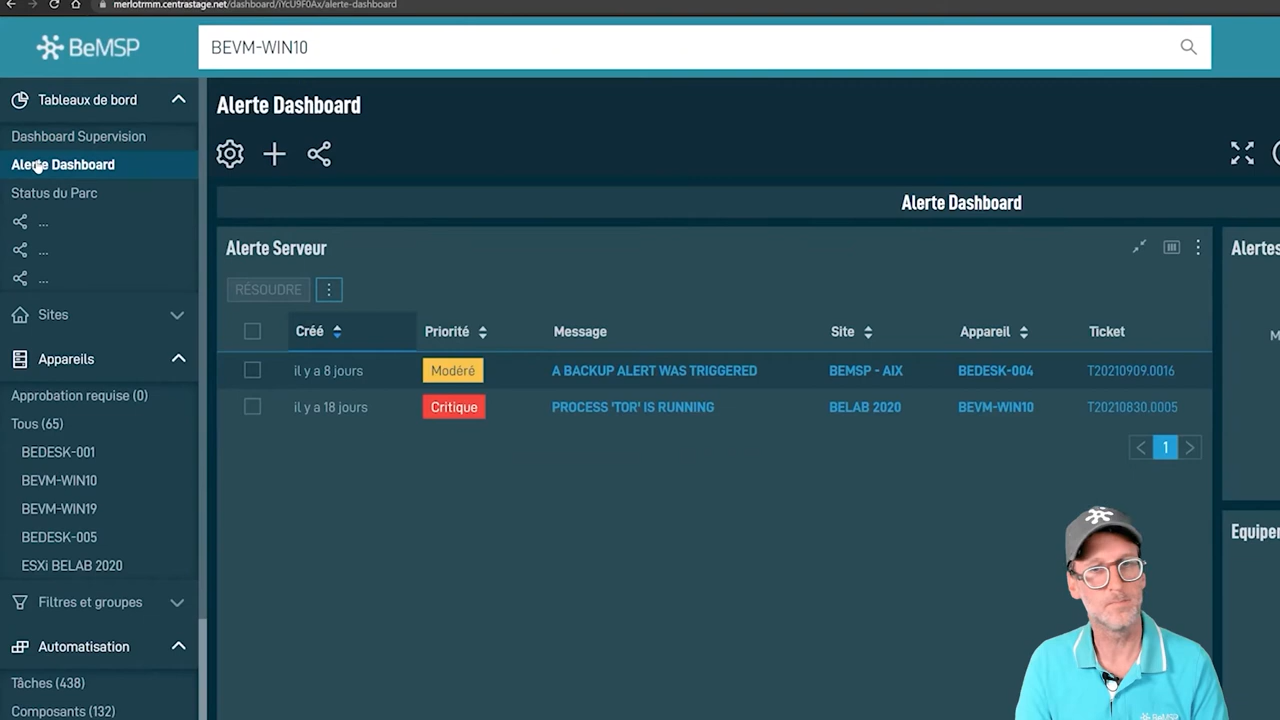 merlotrmm.centrastage.net/dashboard/iYcU9F0Ax/alerte-dashboard
BeMSP
BEVM-WIN10
Tableaux de bord
Dashboard Supervision
Alerte Dashboard
Status du Parc
...
...
...
Sites
Appareils
Approbation requise (0)
Tous (65)
BEDESK-001
BEVM-WIN10
BEVM-WIN19
BEDESK-005
ESXi BELAB 2020
Filtres et groupes
Automatisation
Tâches (438)
Composants (132)
Alerte Dashboard
Alerte Dashboard
Alerte Serveur
RÉSOUDRE
Créé Priorité Message Site Appareil Ticket
il y a 8 jours Modéré A BACKUP ALERT WAS TRIGGERED BEMSP - AIX BEDESK-004 T20210909.0016
il y a 18 jours Critique PROCESS 'TOR' IS RUNNING BELAB 2020 BEVM-WIN10 T20210830.0005
< 1 >
Alertes
M
Equiper
BeMSP